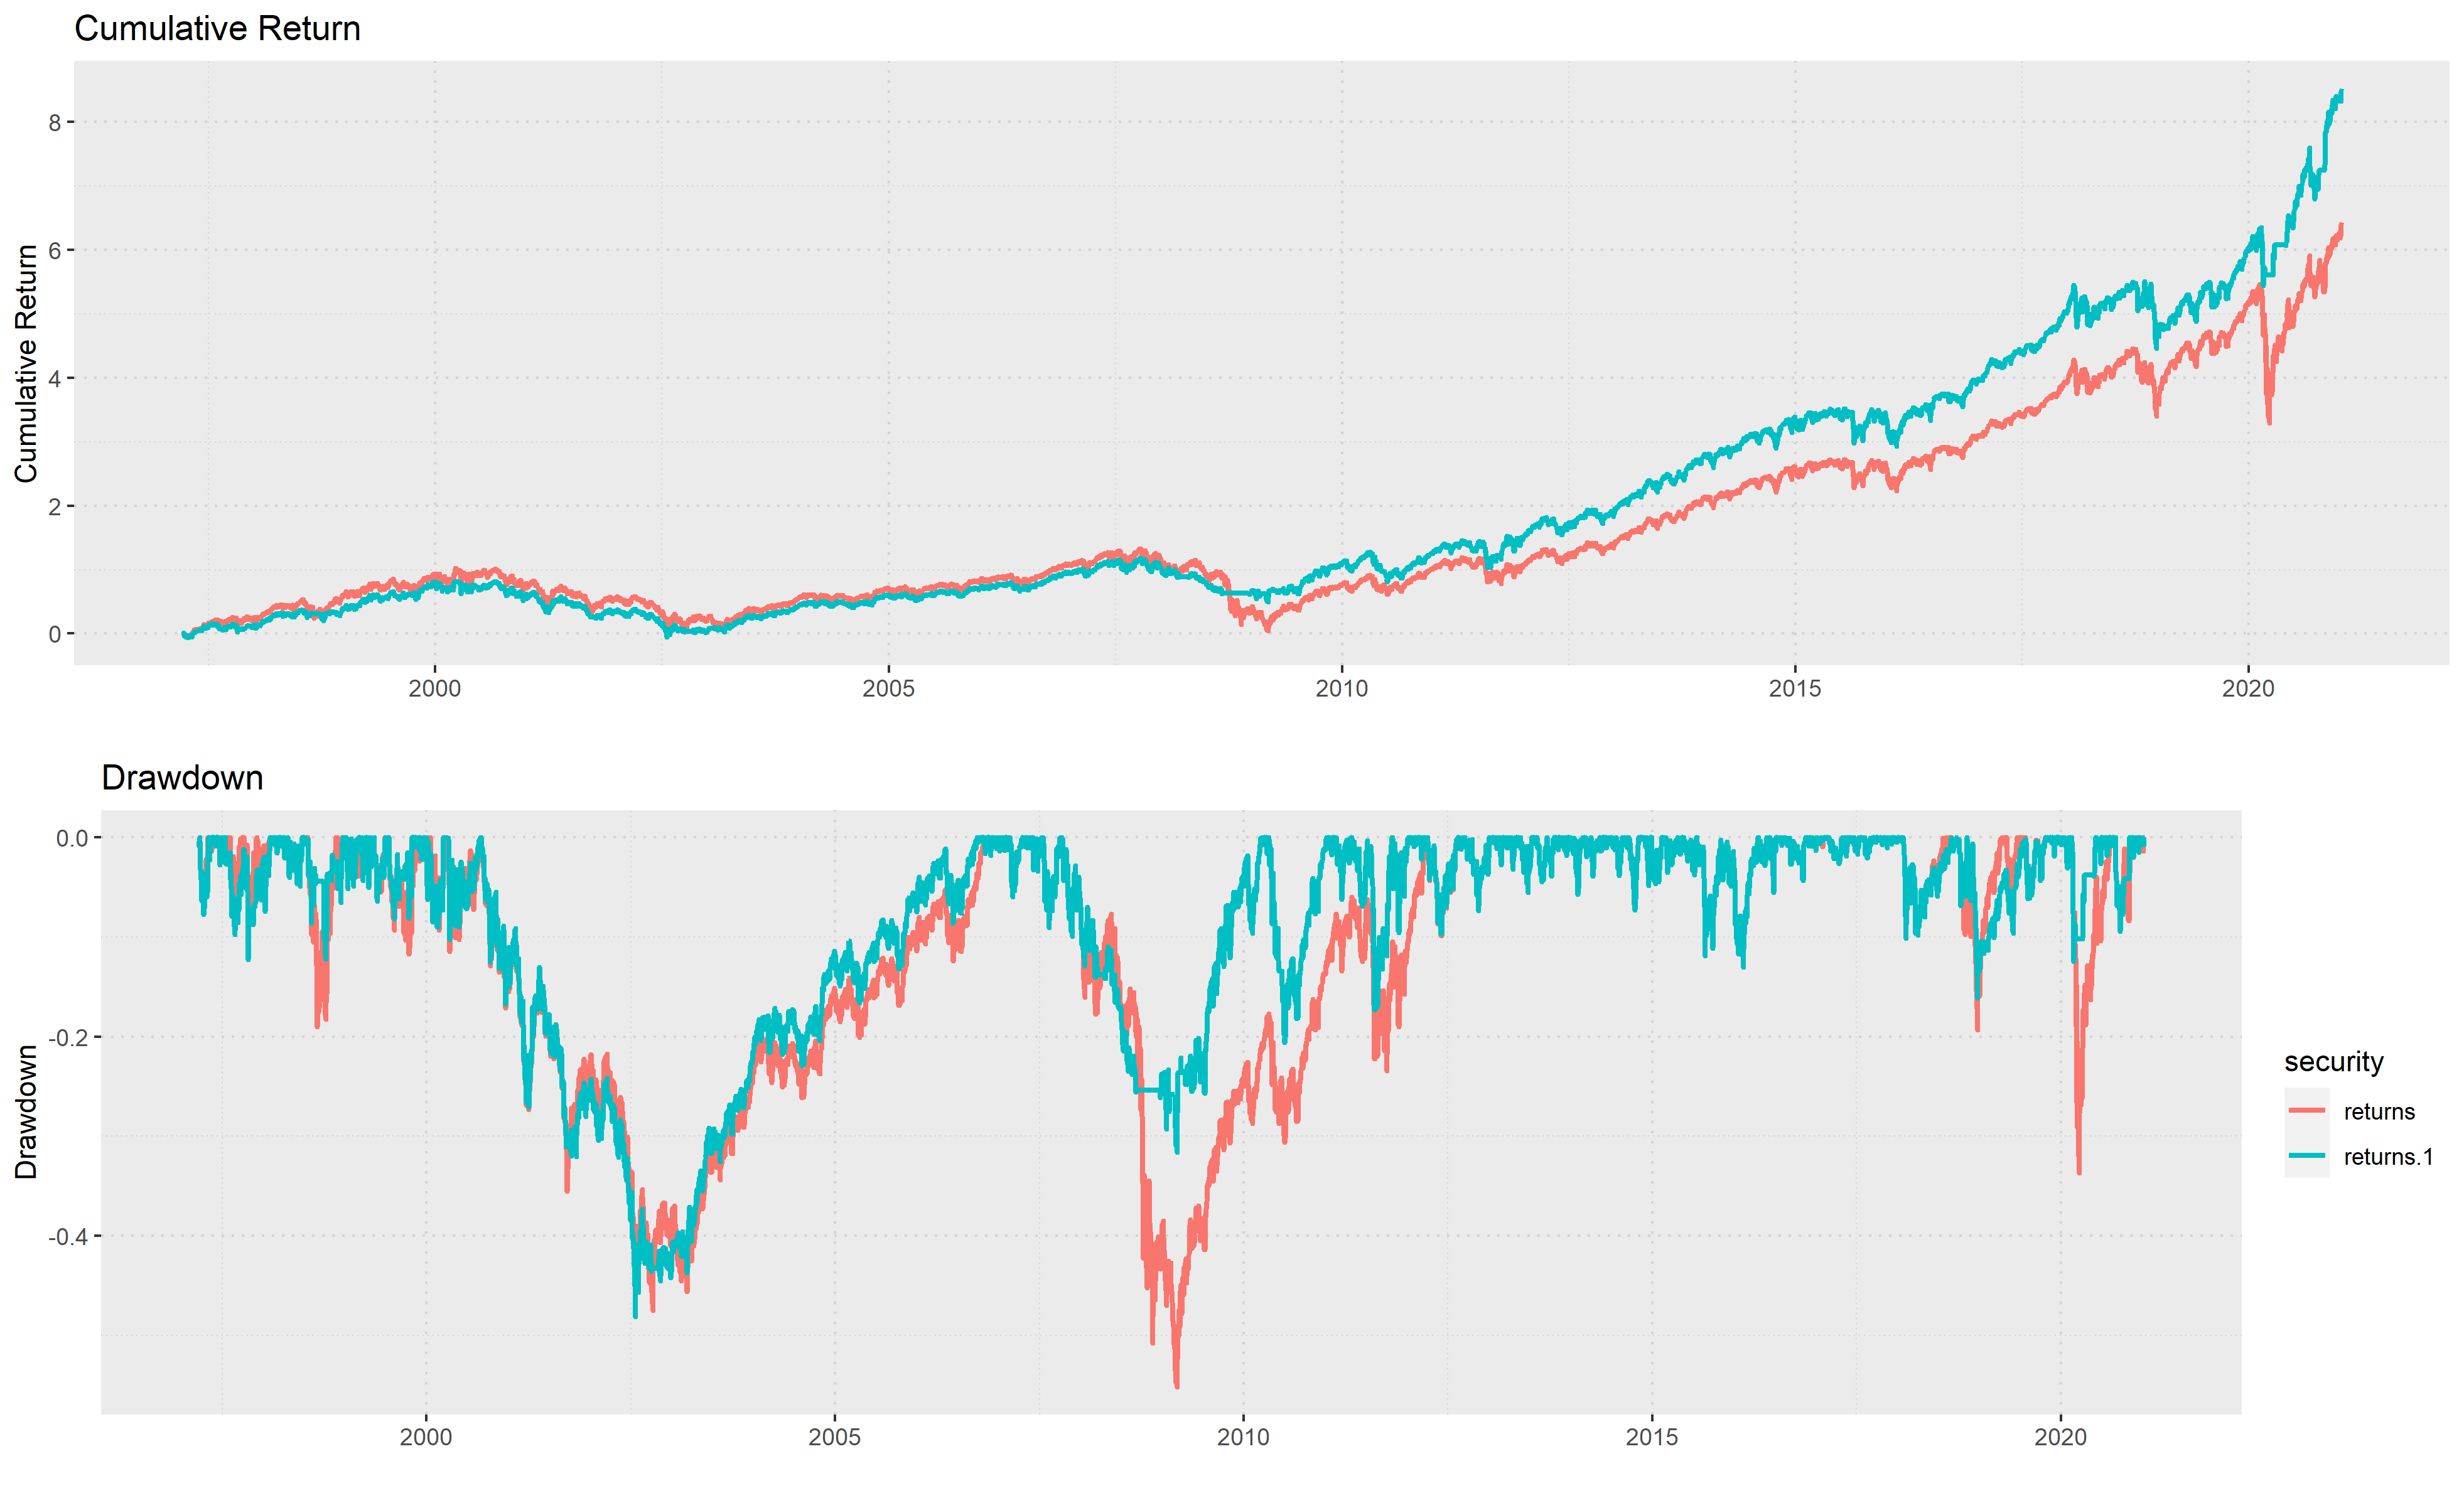 Cumulative Return
Cumulative Return
8
6
4
2
0
2000 2005 2010 2015 2020
Drawdown
Drawdown
0.0
-0.2
-0.4
2000 2005 2010 2015 2020
security
returns
returns.1